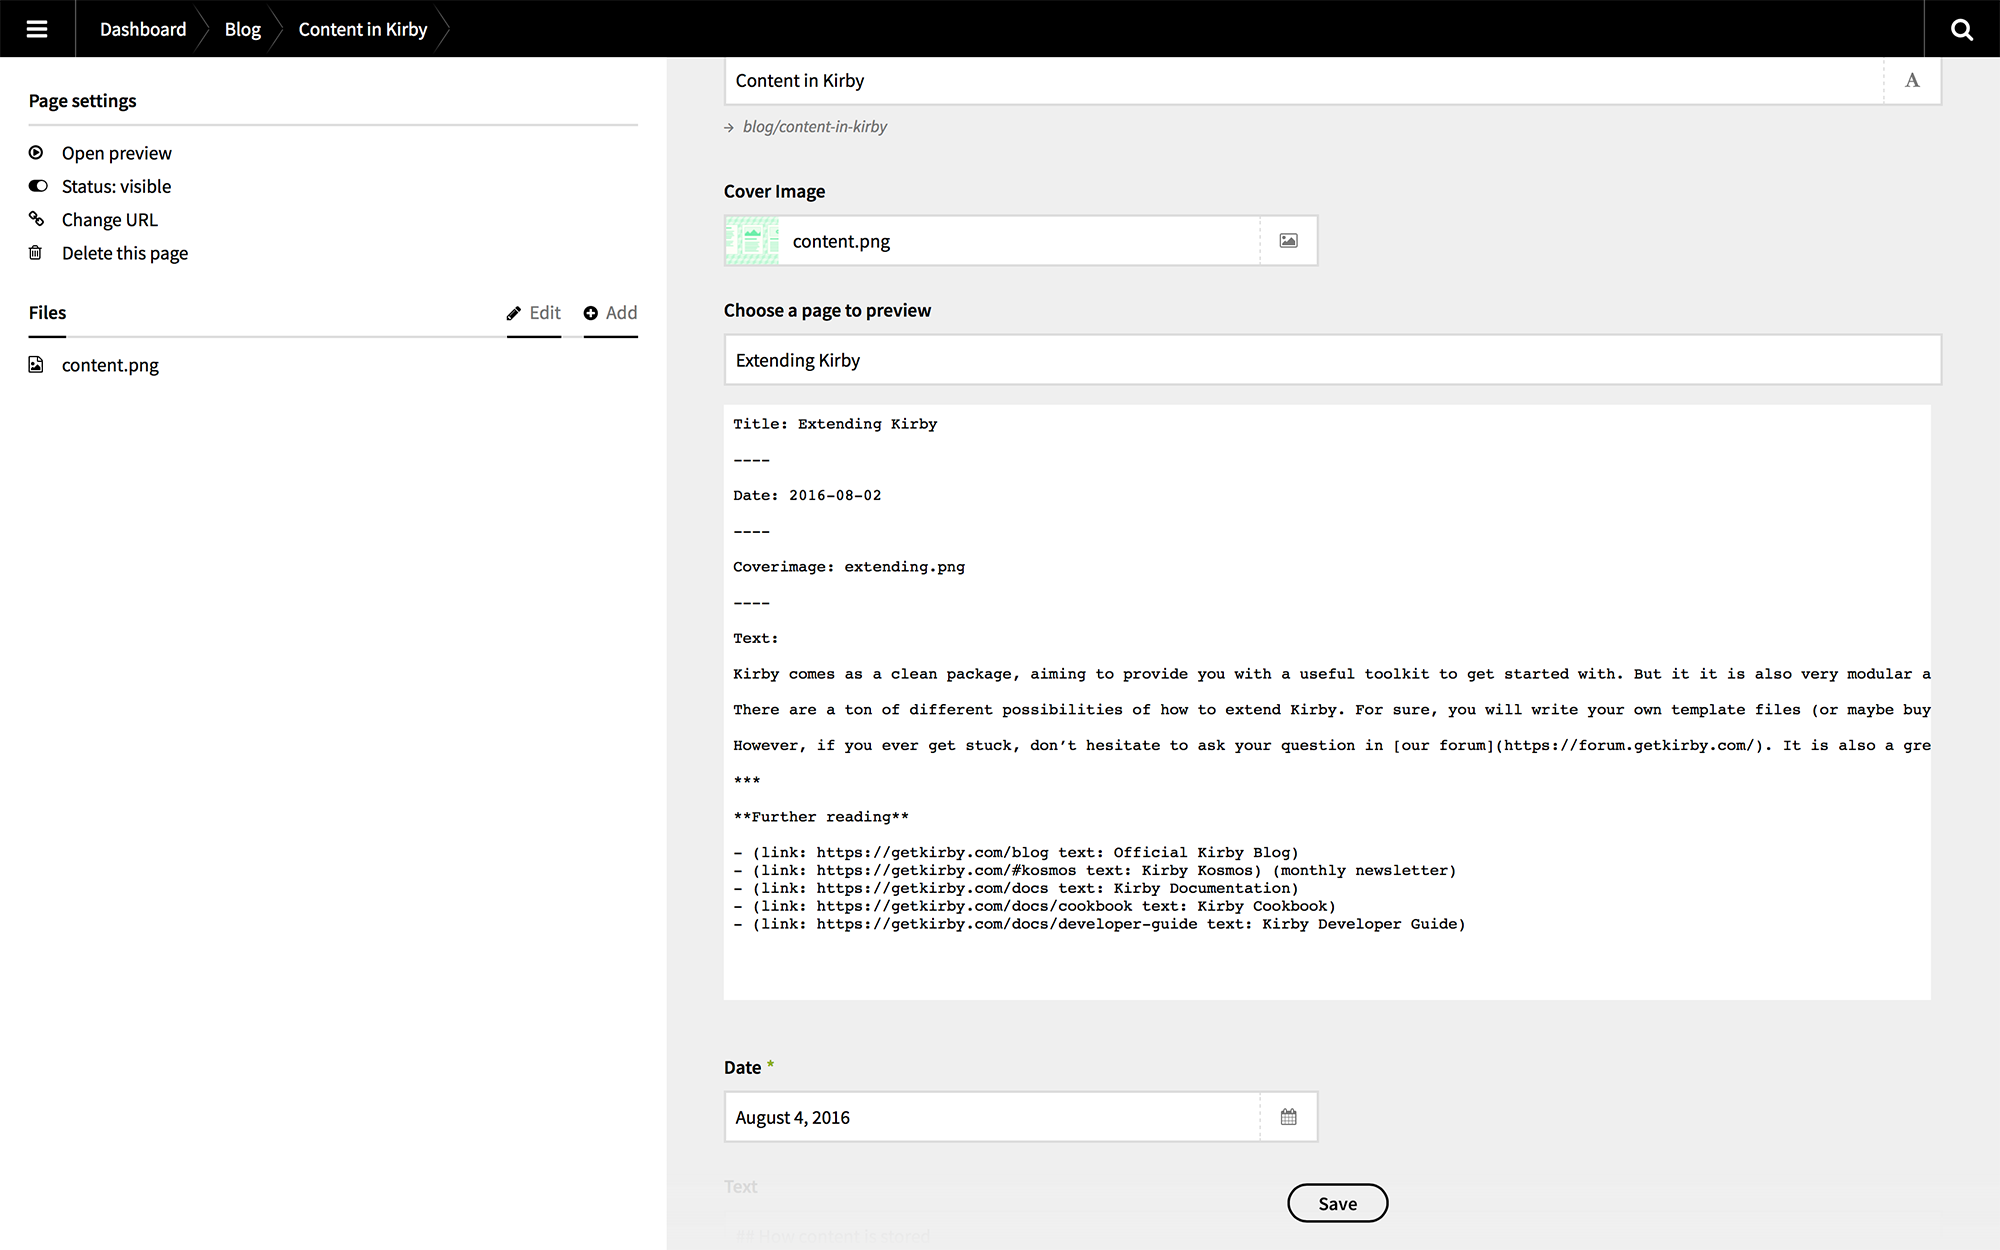 Dashboard Blog Content in Kirby
Page settings
Open preview
Status: visible
Change URL
Delete this page
Files Edit Add
content.png
Content in Kirby A
→ blog/content-in-kirby
Cover Image
content.png
Choose a page to preview
Extending Kirby
Title: Extending Kirby
----
Date: 2016-08-02
----
Coverimage: extending.png
----
Text:
Kirby comes as a clean package, aiming to provide you with a useful toolkit to get started with. But it it is also very modular a
There are a ton of different possibilities of how to extend Kirby. For sure, you will write your own template files (or maybe buy
However, if you ever get stuck, don’t hesitate to ask your question in [our forum](https://forum.getkirby.com/). It is also a gre
***
**Further reading**
- (link: https://getkirby.com/blog text: Official Kirby Blog)
- (link: https://getkirby.com/#kosmos text: Kirby Kosmos) (monthly newsletter)
- (link: https://getkirby.com/docs text: Kirby Documentation)
- (link: https://getkirby.com/docs/cookbook text: Kirby Cookbook)
- (link: https://getkirby.com/docs/developer-guide text: Kirby Developer Guide)
Date *
August 4, 2016
Text
Save
## How content is stored